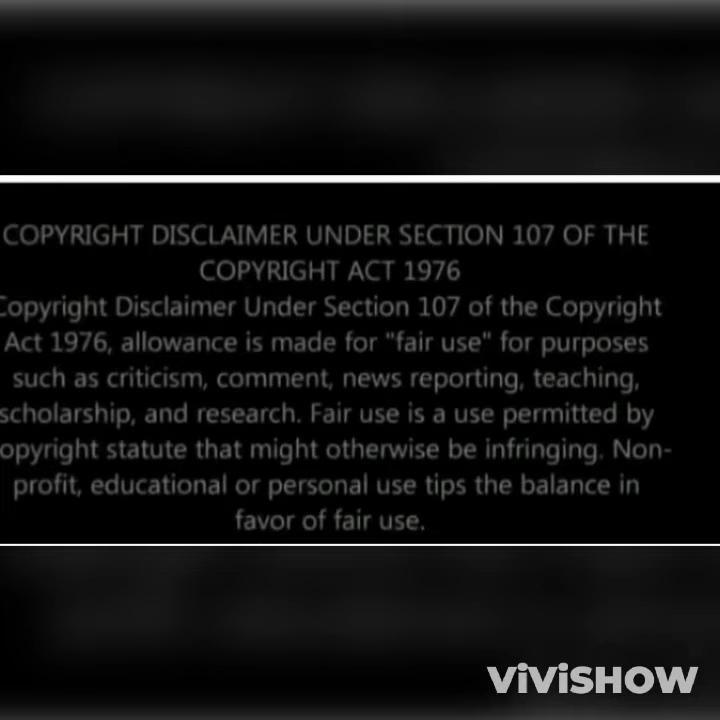 COPYRIGHT DISCLAIMER UNDER SECTION 107 OF THE
COPYRIGHT ACT 1976
Copyright Disclaimer Under Section 107 of the Copyright
Act 1976, allowance is made for "fair use" for purposes
such as criticism, comment, news reporting, teaching,
scholarship, and research. Fair use is a use permitted by
opyright statute that might otherwise be infringing. Non-
profit, educational or personal use tips the balance in
favor of fair use.
ViViSHOW